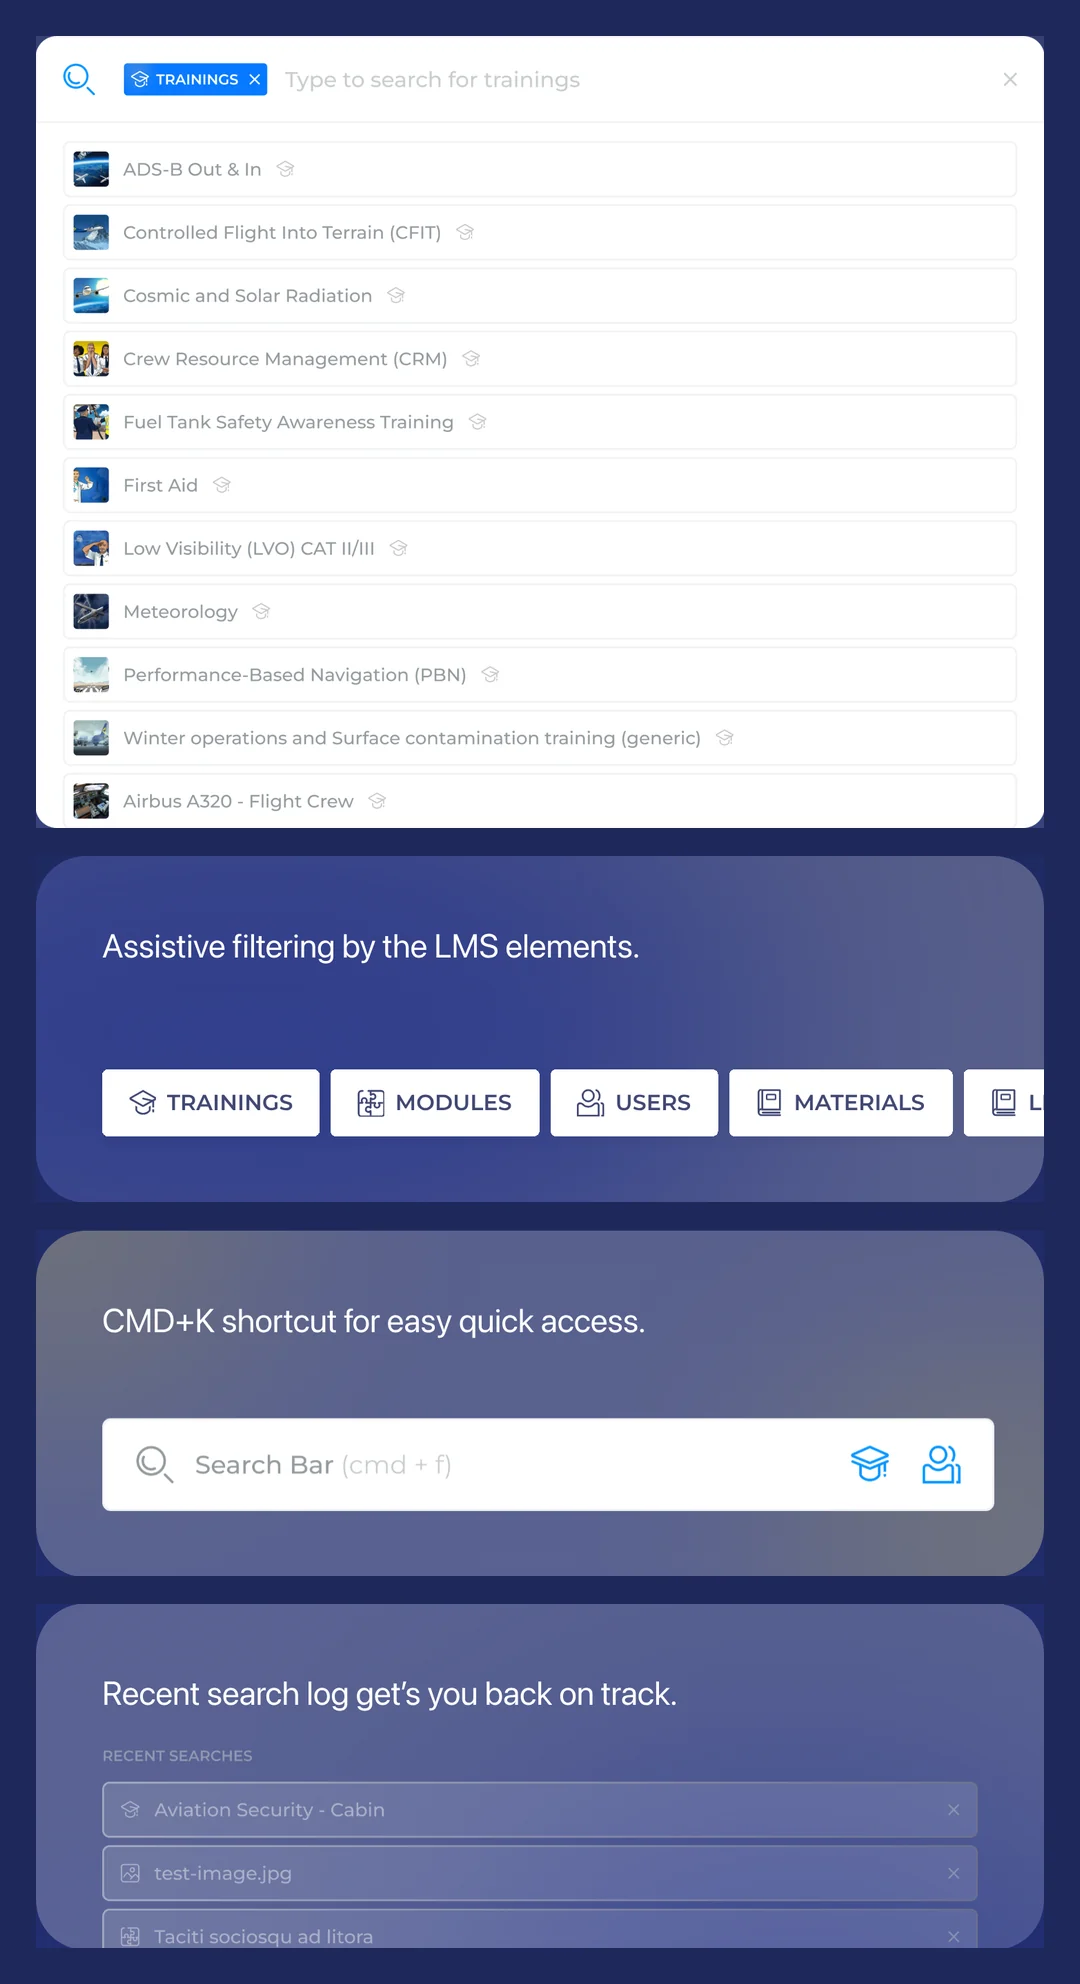 TRAININGS Type to search for trainings
ADS-B Out & In
Controlled Flight Into Terrain (CFIT)
Cosmic and Solar Radiation
Crew Resource Management (CRM)
Fuel Tank Safety Awareness Training
First Aid
Low Visibility (LVO) CAT II/III
Meteorology
Performance-Based Navigation (PBN)
Winter operations and Surface contamination training (generic)
Airbus A320 - Flight Crew
Assistive filtering by the LMS elements.
TRAININGS MODULES USERS MATERIALS
CMD+K shortcut for easy quick access.
Search Bar (cmd + f)
Recent search log get's you back on track.
RECENT SEARCHES
Aviation Security - Cabin
test-image.jpg
Taciti sociosqu ad litora